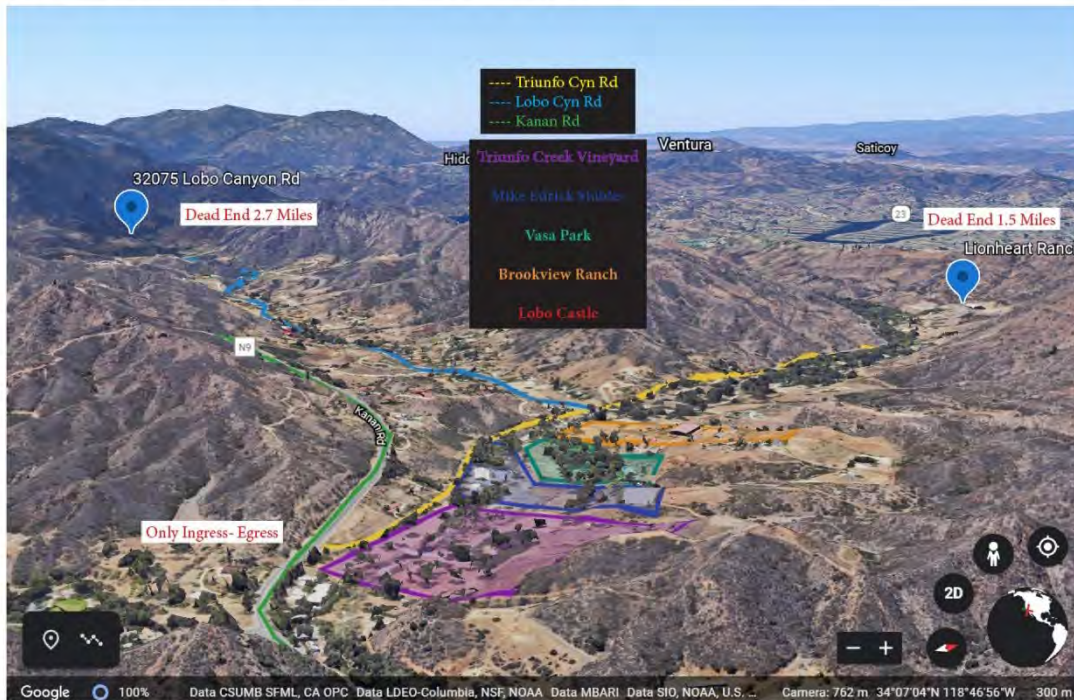 ---- Triunfo Cyn Rd
---- Lobo Cyn Rd
---- Kanan Rd
Hidd
Ventura
Saticoy
Triunfo Creek Vineyard
32075 Lobo Canyon Rd
Mike
Stables
Dead End 2.7 Miles
23
Dead End 1.5 Miles
Vasa Park
Lionheart Ranc
Brookview Ranch
Lobo Castle
N9
Kanan Rd
Only Ingress- Egress
2D
Google
100%
Data CSUMB SFML, CA OPC Data LDEO-Columbia, NSF, NOAA Data MBARI Data SIO, NOAA, U.S. ...
Camera: 762 m 34°07'04"N 118°46'56"W 300 m